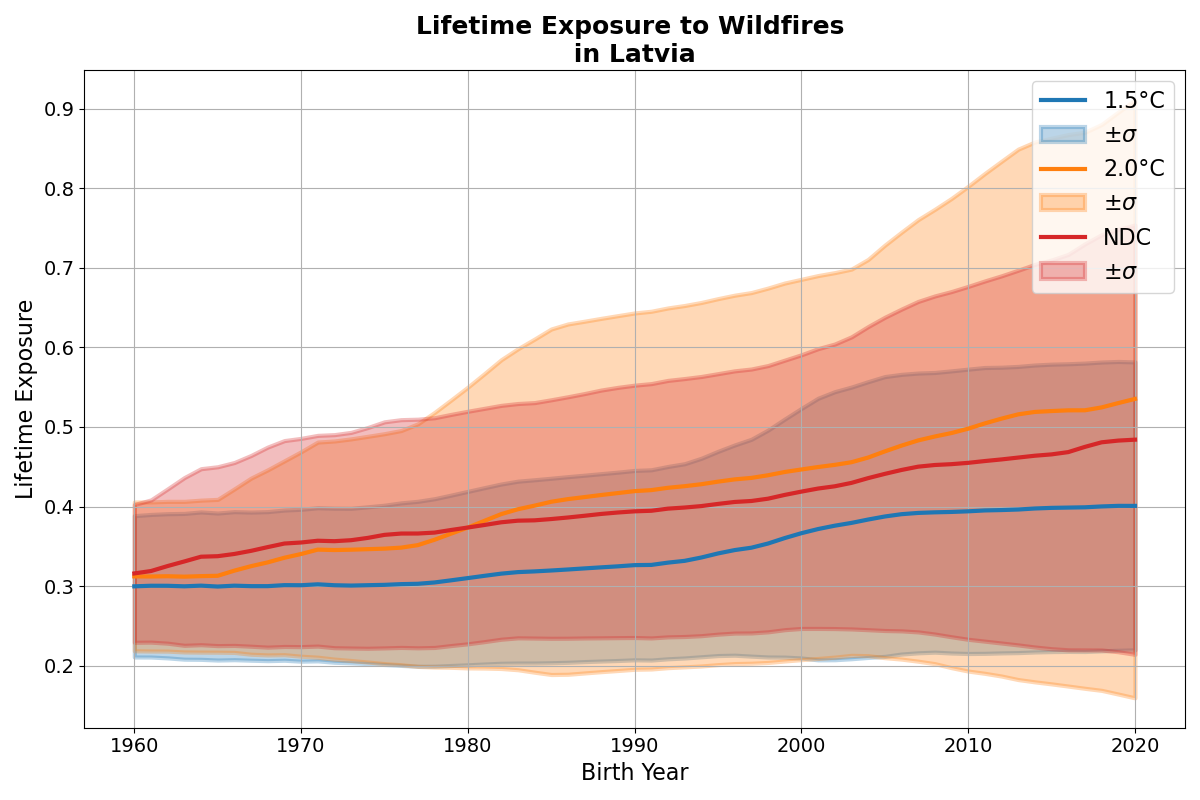 Lifetime Exposure to Wildfires
in Latvia
Lifetime Exposure
0.9
0.8
0.7
0.6
0.5
0.4
0.3
0.2
1960 1970 1980 1990 2000 2010 2020
Birth Year
1.5°C
±σ
2.0°C
±σ
NDC
±σ